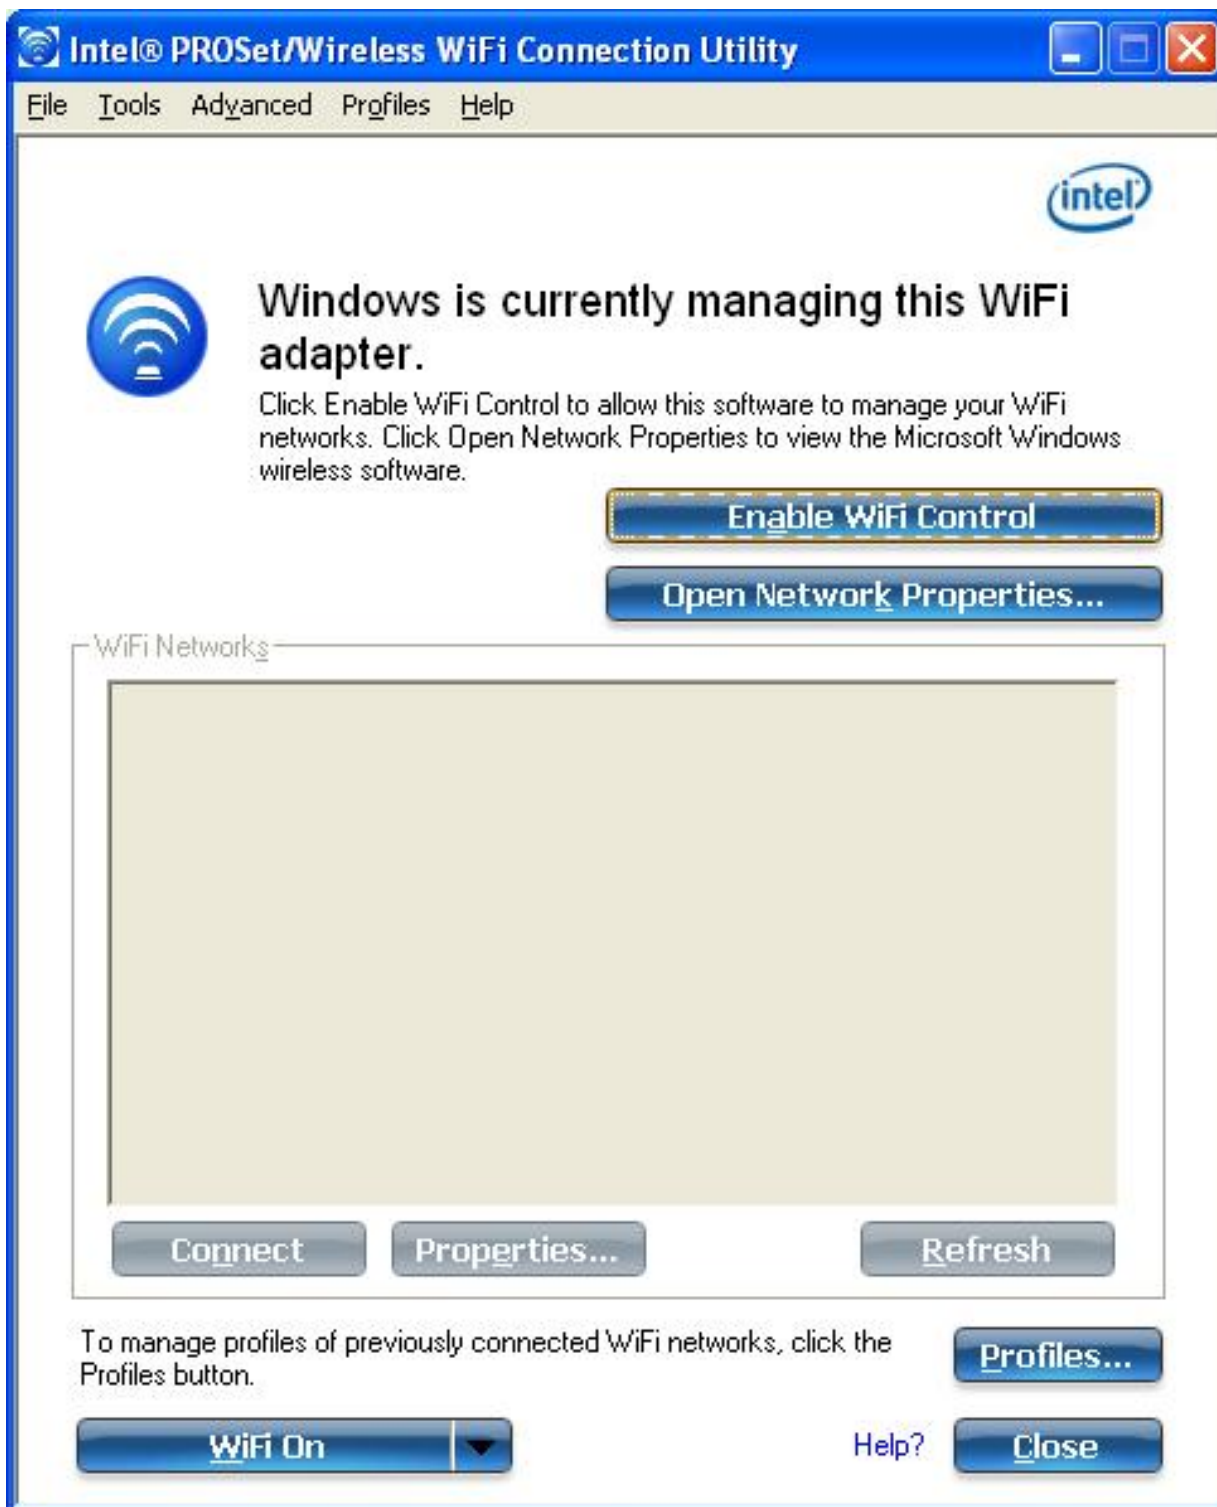 Intel® PROSet/Wireless WiFi Connection Utility
File Tools Advanced Profiles Help
intel
Windows is currently managing this WiFi
adapter.
Click Enable WiFi Control to allow this software to manage your WiFi
networks. Click Open Network Properties to view the Microsoft Windows
wireless software.
Enable WiFi Control
Open Network Properties...
WiFi Networks
Connect Properties... Refresh
To manage profiles of previously connected WiFi networks, click the
Profiles button.
Profiles...
WiFi On Help? Close